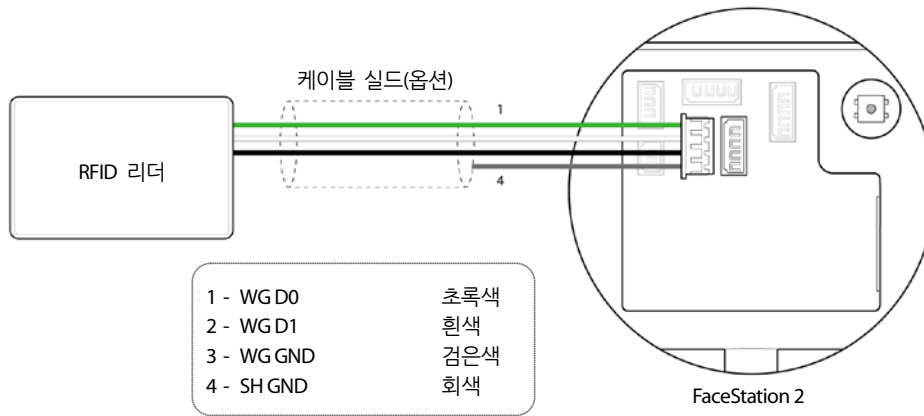 케이블 실드(옵션)
1
RFID 리더
4
1 - WG D0 초록색
2 - WG D1 흰색
3 - WG GND 검은색
4 - SH GND 회색
FaceStation 2